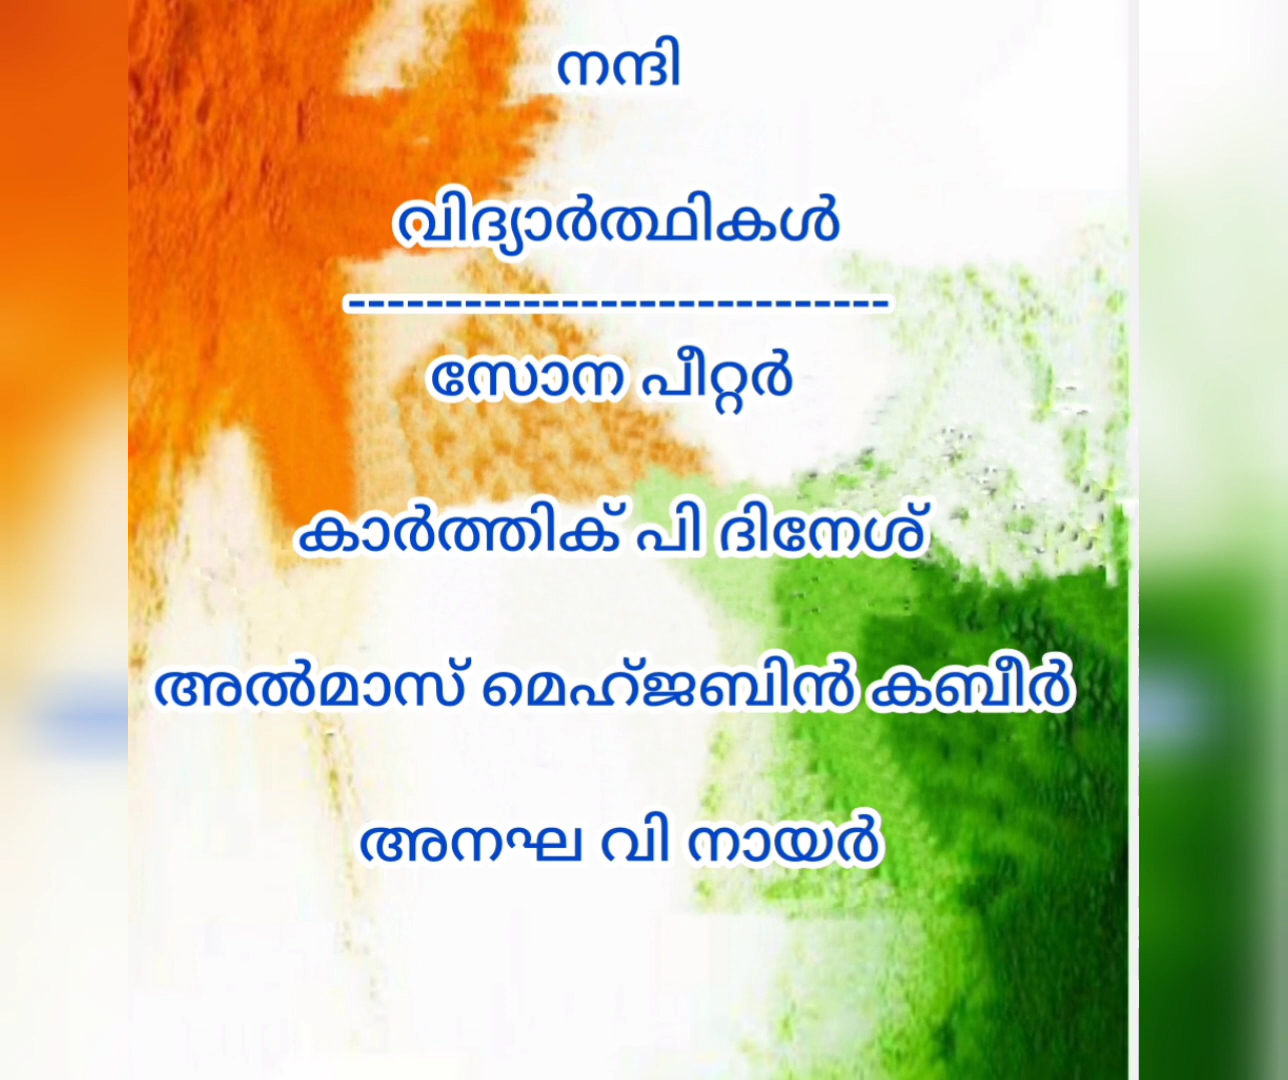 നന്ദി
വിദ്യാർത്ഥികൾ
----------------------------
സോന പീറ്റർ
കാർത്തിക് പി ദിനേശ്
അൽമാസ് മെഹ്ജബിൻ കബീർ
അനഘ വി നായർ